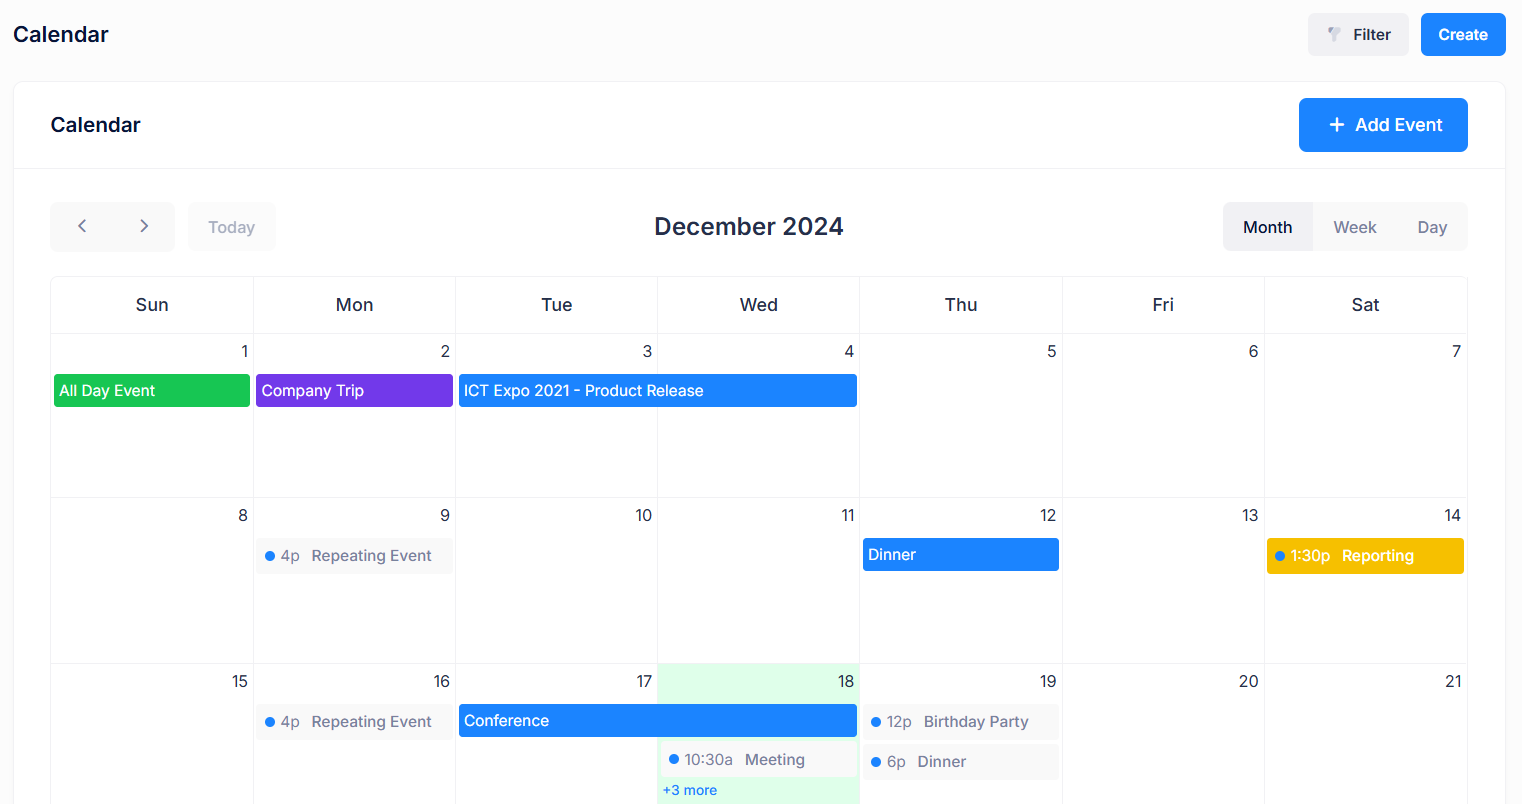 Calendar
Filter
Create
Calendar
+ Add Event
Today
December 2024
Month Week Day
Sun Mon Tue Wed Thu Fri Sat
1 2 3 4 5 6 7
All Day Event Company Trip ICT Expo 2021 - Product Release
8 9 10 11 12 13 14
4p Repeating Event Dinner 1:30p Reporting
15 16 17 18 19 20 21
4p Repeating Event Conference 12p Birthday Party
10:30a Meeting 6p Dinner
+3 more